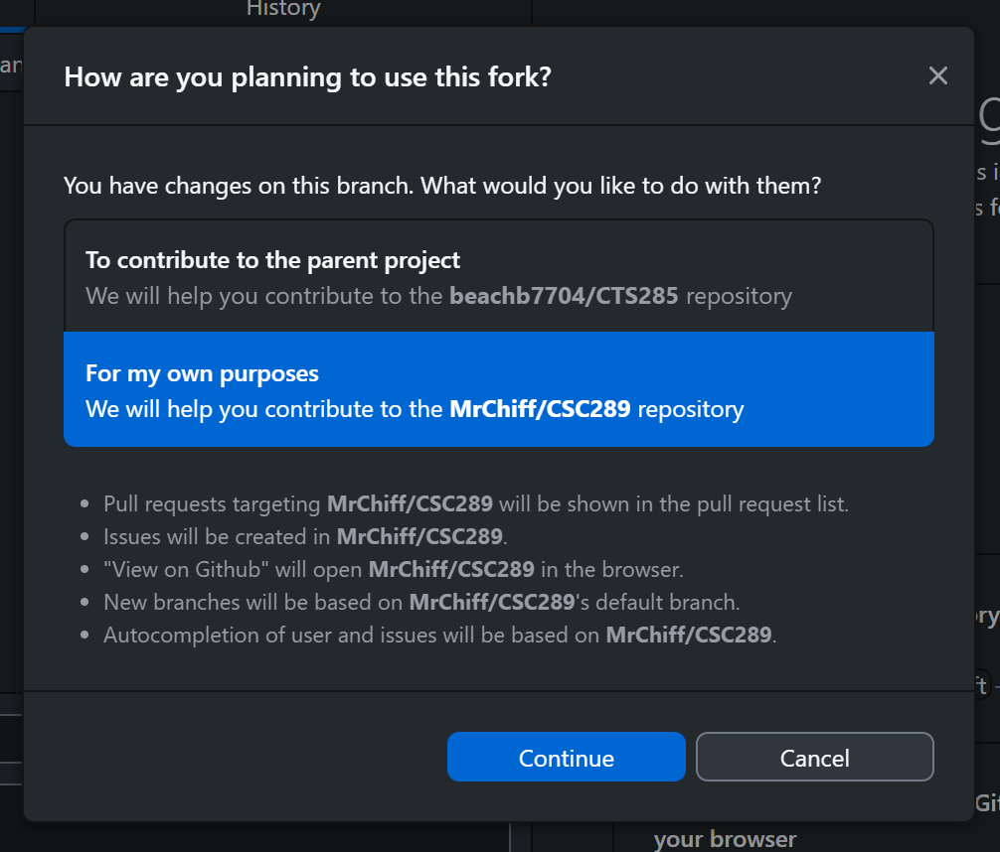 History
How are you planning to use this fork?
You have changes on this branch. What would you like to do with them?
To contribute to the parent project
We will help you contribute to the beachb7704/CTS285 repository
For my own purposes
We will help you contribute to the MrChiff/CSC289 repository
Pull requests targeting MrChiff/CSC289 will be shown in the pull request list.
Issues will be created in MrChiff/CSC289.
"View on Github" will open MrChiff/CSC289 in the browser.
New branches will be based on MrChiff/CSC289's default branch.
Autocompletion of user and issues will be based on MrChiff/CSC289.
Continue
Cancel
your browser